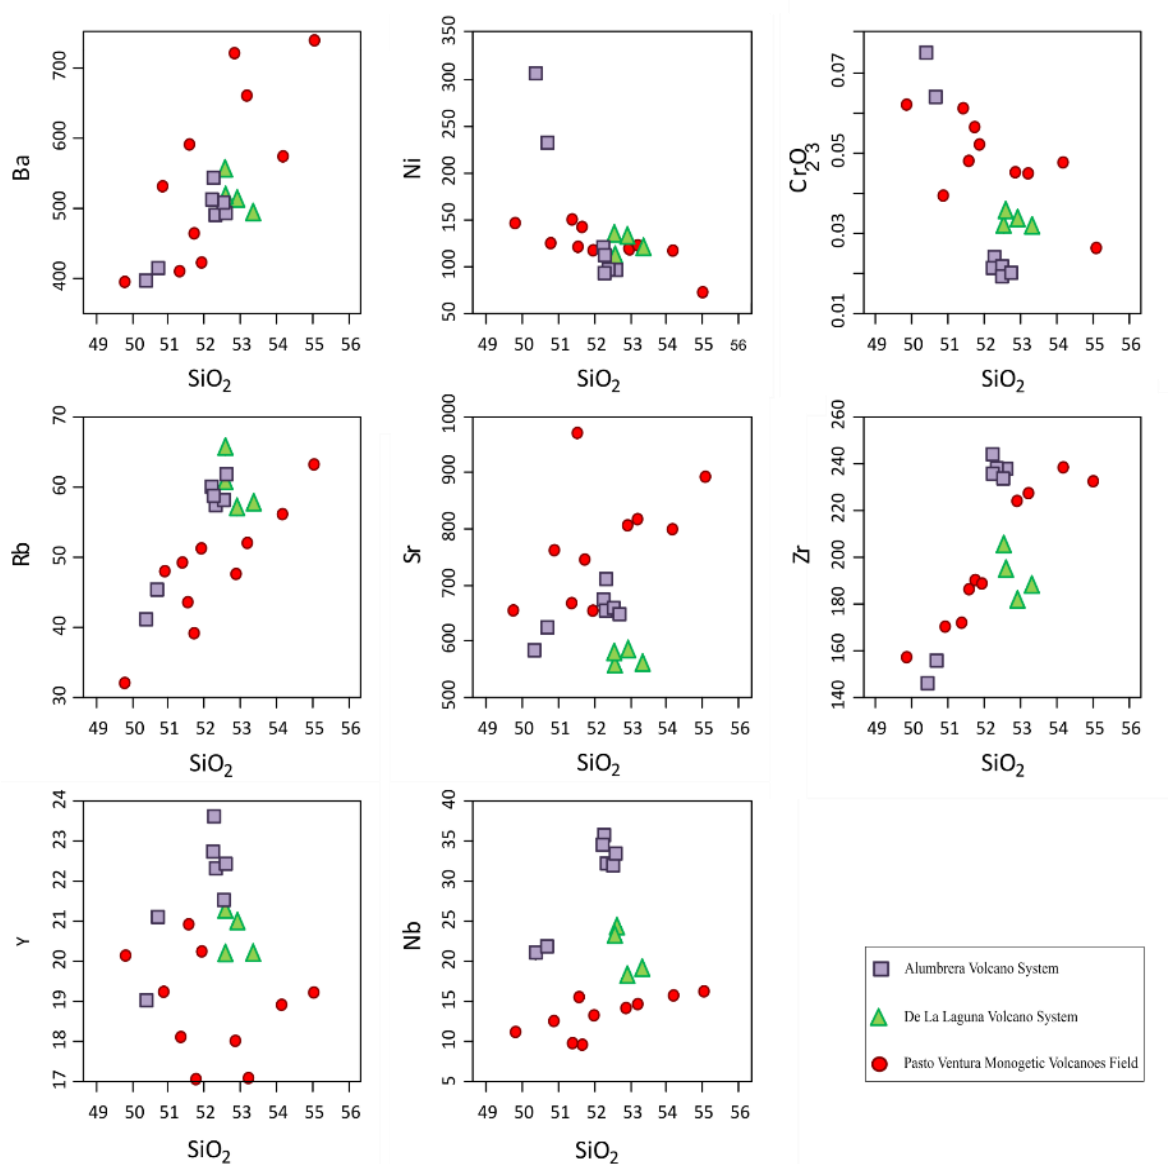 Ba
700
600
500
400
49 50 51 52 53 54 55 56
SiO2
Ni
350
300
250
200
150
100
50
49 50 51 52 53 54 55 56
SiO2
Cr2O3
0.07
0.05
0.03
0.01
49 50 51 52 53 54 55 56
SiO2
Rb
70
60
50
40
30
49 50 51 52 53 54 55 56
SiO2
Sr
1000
900
800
700
600
500
49 50 51 52 53 54 55 56
SiO2
Zr
260
240
220
200
180
160
140
49 50 51 52 53 54 55 56
SiO2
Y
24
23
22
21
20
19
18
17
49 50 51 52 53 54 55 56
SiO2
Nb
40
35
30
25
20
15
10
5
49 50 51 52 53 54 55 56
SiO2
Alumbrera Volcano System
De La Laguna Volcano System
Pasto Ventura Monogetic Volcanoes Field